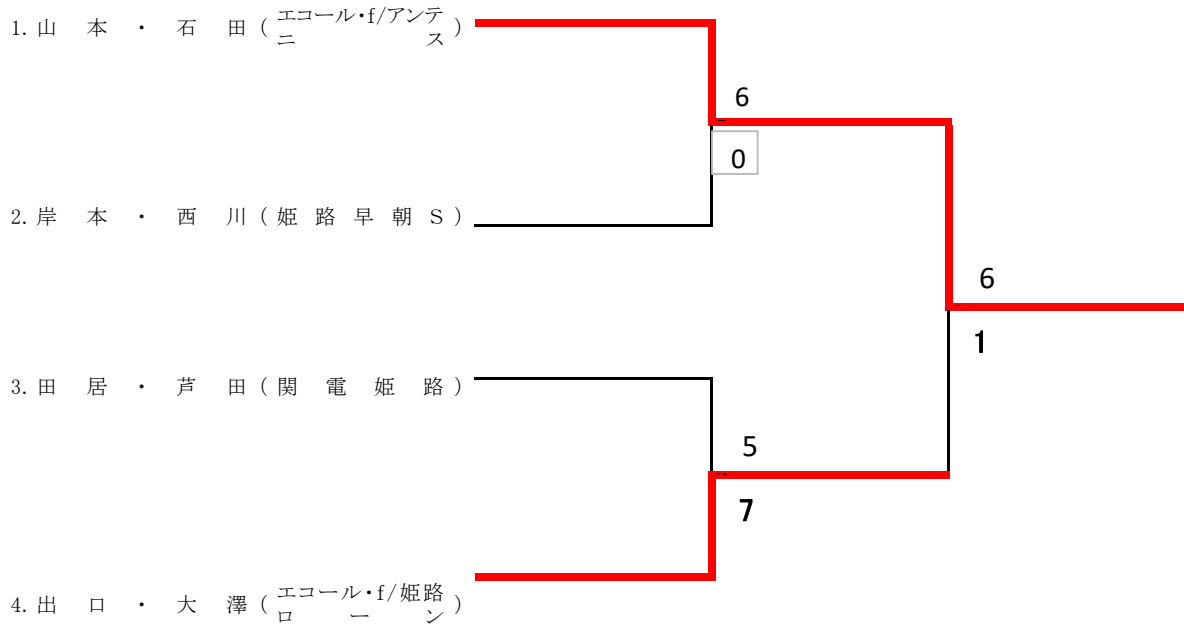 1. 山本・石田(エコール・f/アンテニス)
6
0
2. 岸本・西川(姫路早朝S)
6
1
3. 田居・芦田(関電姫路)
5
7
4. 出口・大澤(エコール・f/姫路ローン)